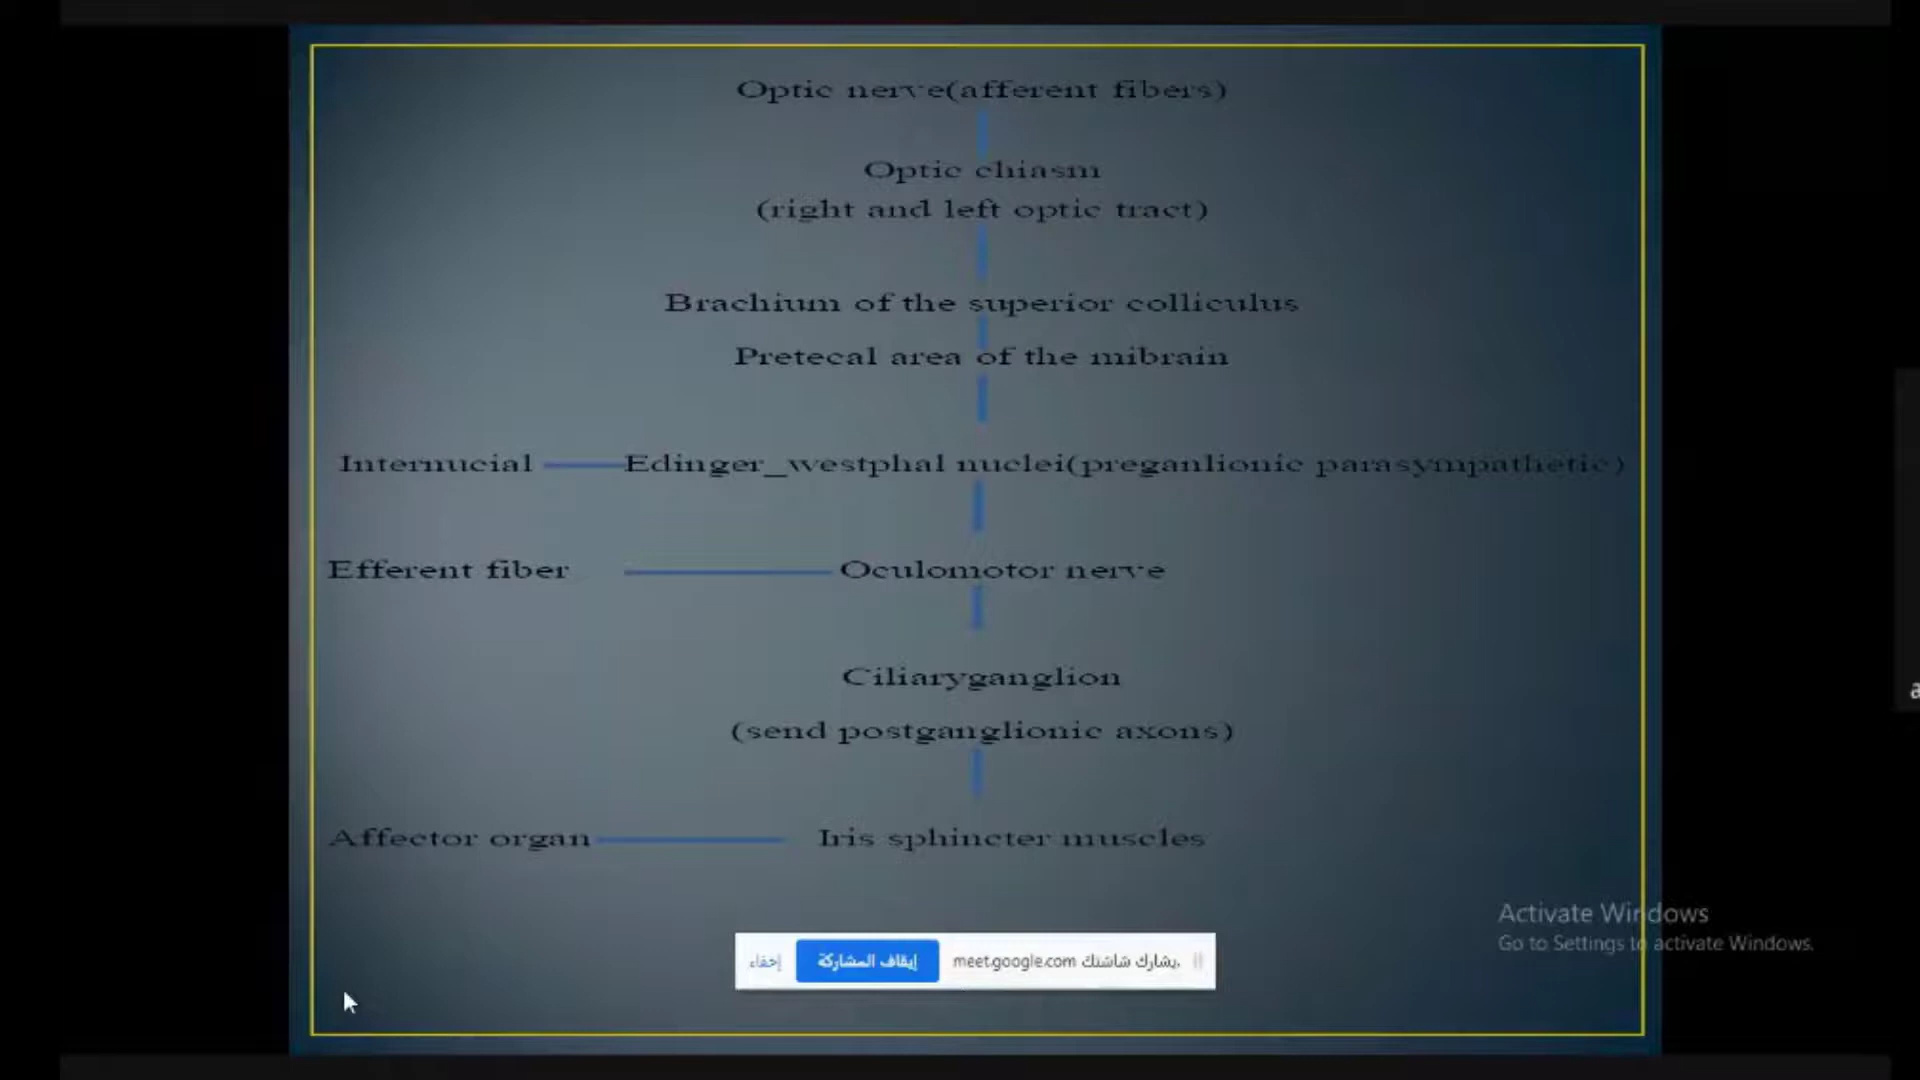 Optic nerve(afferent fibers)
Optic chiasm
(right and left optic tract)
Brachium of the superior colliculus
Pretecal area of the mibrain
Internucial Edinger_westphal nuclei(preganlionic parasympathetic)
Efferent fiber Oculomotor nerve
Ciliaryganglion
(send postganglionic axons)
Affector organ Iris sphincter muscles
Activate Windows
Go to Settings to activate Windows.
يشارك شاشتك meet.google.com.
إيقاف المشاركة
إخفاء